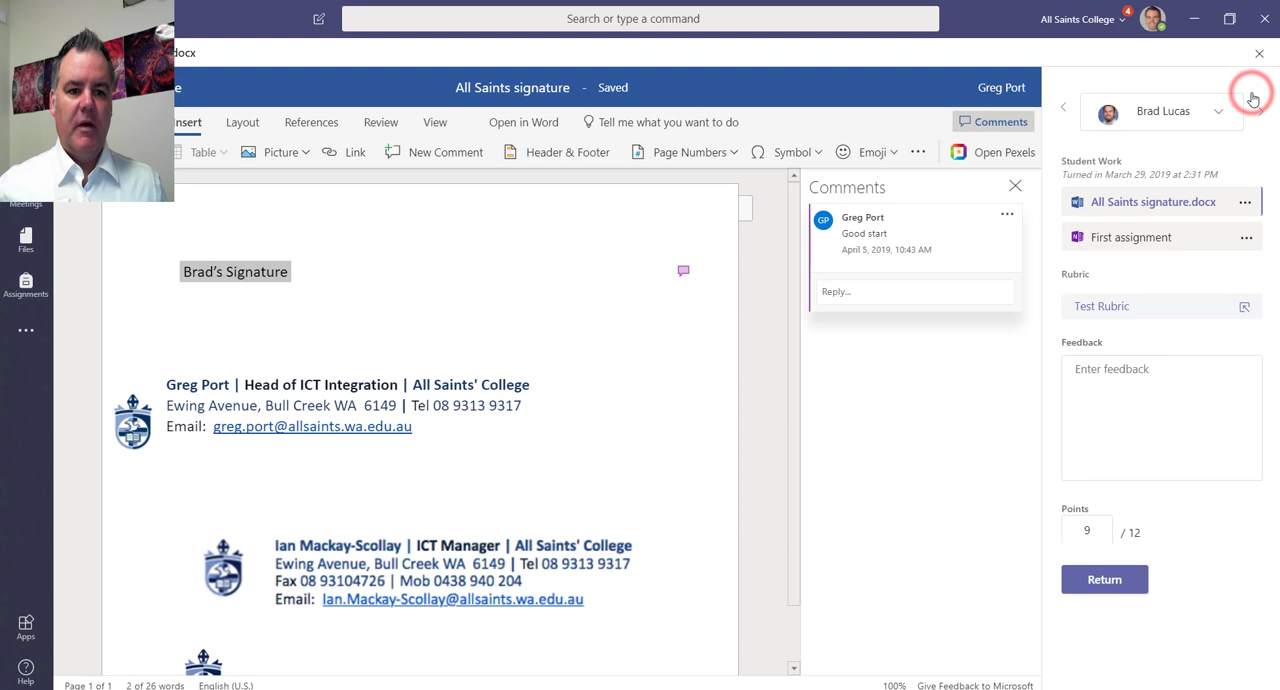 Search or type a command
All Saints College
4
docx
e
All Saints signature - Saved
Greg Port
nsert
Layout
References
Review
View
Open in Word
Tell me what you want to do
Comments
Table
Picture
Link
New Comment
Header & Footer
Page Numbers
Symbol
Emoji
Open Pexels
Meetings
Files
Assignments
Apps
Help
Brad's Signature
Greg Port | Head of ICT Integration | All Saints' College
Ewing Avenue, Bull Creek WA 6149 | Tel 08 9313 9317
Email: greg.port@allsaints.wa.edu.au
Ian Mackay-Scollay | ICT Manager | All Saints' College
Ewing Avenue, Bull Creek WA 6149 | Tel 08 9313 9317
Fax 08 93104726 | Mob 0438 940 204
Email: Ian.Mackay-Scollay@allsaints.wa.edu.au
Comments
GP
Greg Port
Good start
April 5, 2019, 10:43 AM
Reply...
Brad Lucas
Student Work
Turned in March 29, 2019 at 2:31 PM
All Saints signature.docx
First assignment
Rubric
Test Rubric
Feedback
Enter feedback
Points
9 / 12
Return
Page 1 of 1
2 of 26 words
English (U.S.)
100%
Give Feedback to Microsoft